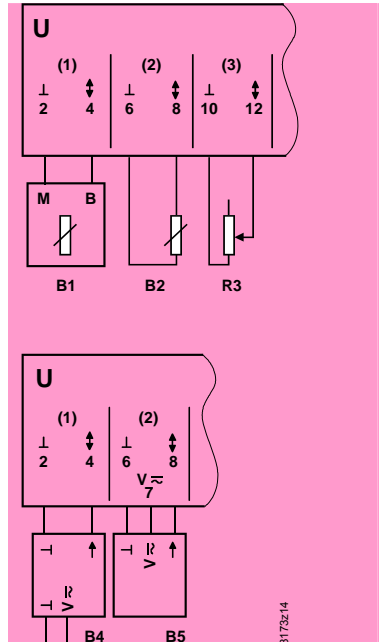 U
(1) (2) (3)
⊥ ↕ ⊥ ↕ ⊥ ↕
2 4 6 8 10 12
M B
B1 B2 R3
U
(1) (2)
⊥ ↕ ⊥ ↕
2 4 6 8
V ≂
7
⊥ ↑ ⊥ V≂ ↑
⊥ V≂
B4 B5
3173z14